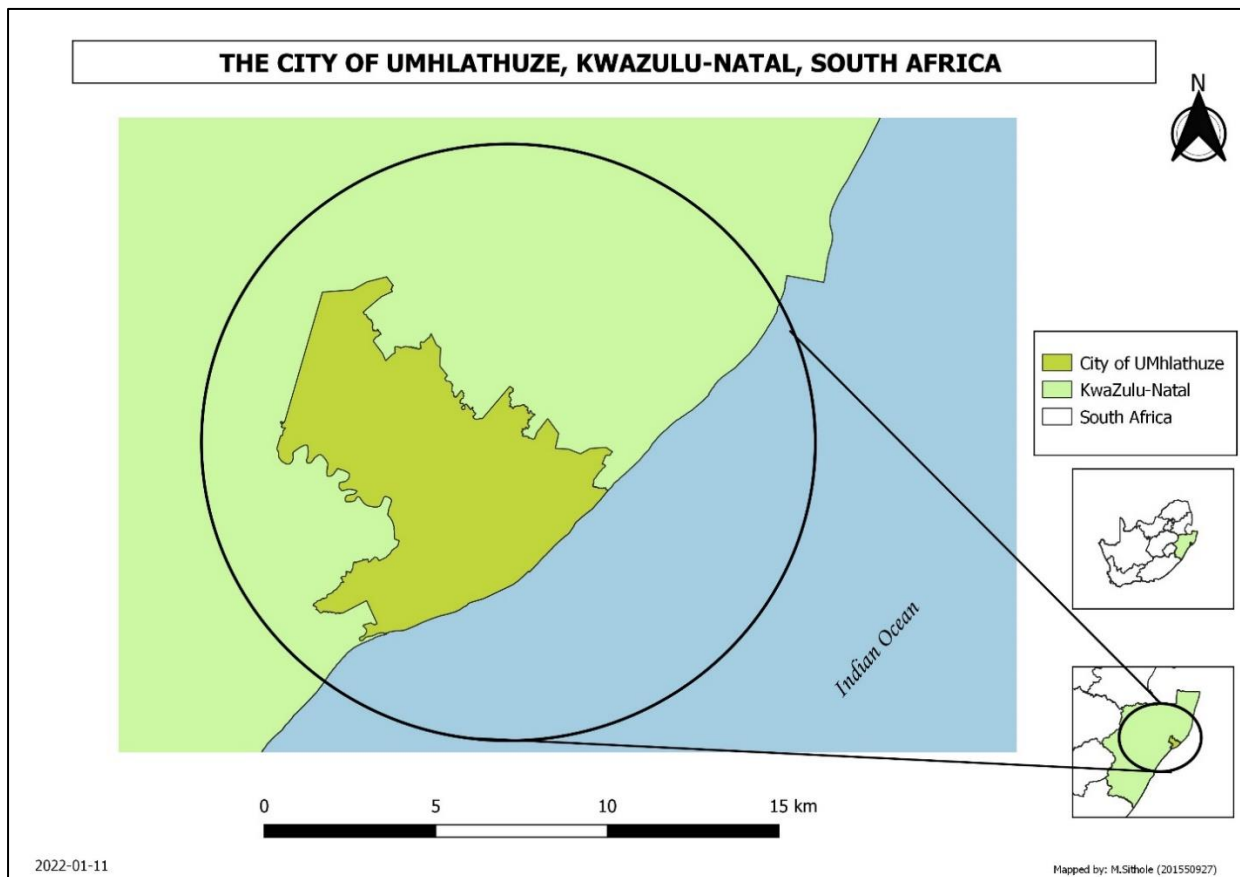 THE CITY OF UMHLATHUZE, KWAZULU-NATAL, SOUTH AFRICA
N
City of UMhlathuze
KwaZulu-Natal
South Africa
Indian Ocean
0 5 10 15 km
2022-01-11
Mapped by: M.Sithole (201550927)